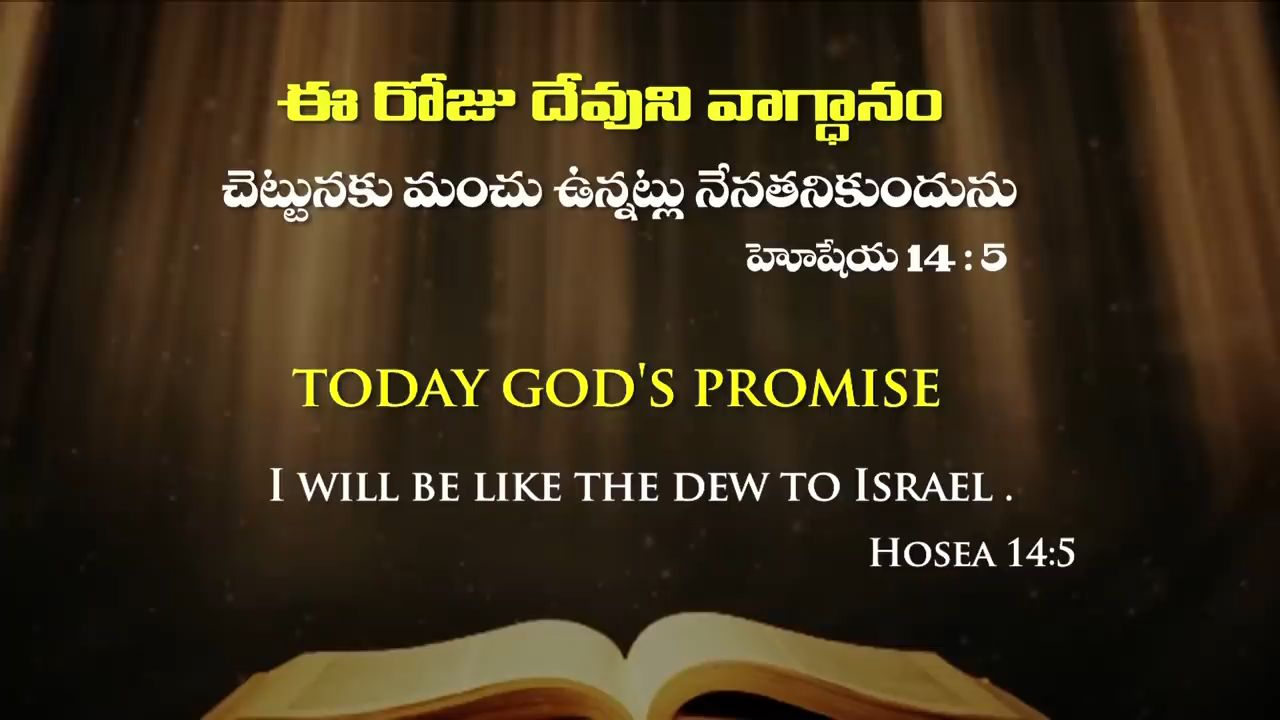 ఈ రోజు దేవుని వాగ్ధానం
చెట్టునకు మంచు ఉన్నట్లు నేనతనికుందును
హెూషేయ 14 : 5
TODAY GOD'S PROMISE
I WILL BE LIKE THE DEW TO ISRAEL .
HOSEA 14:5